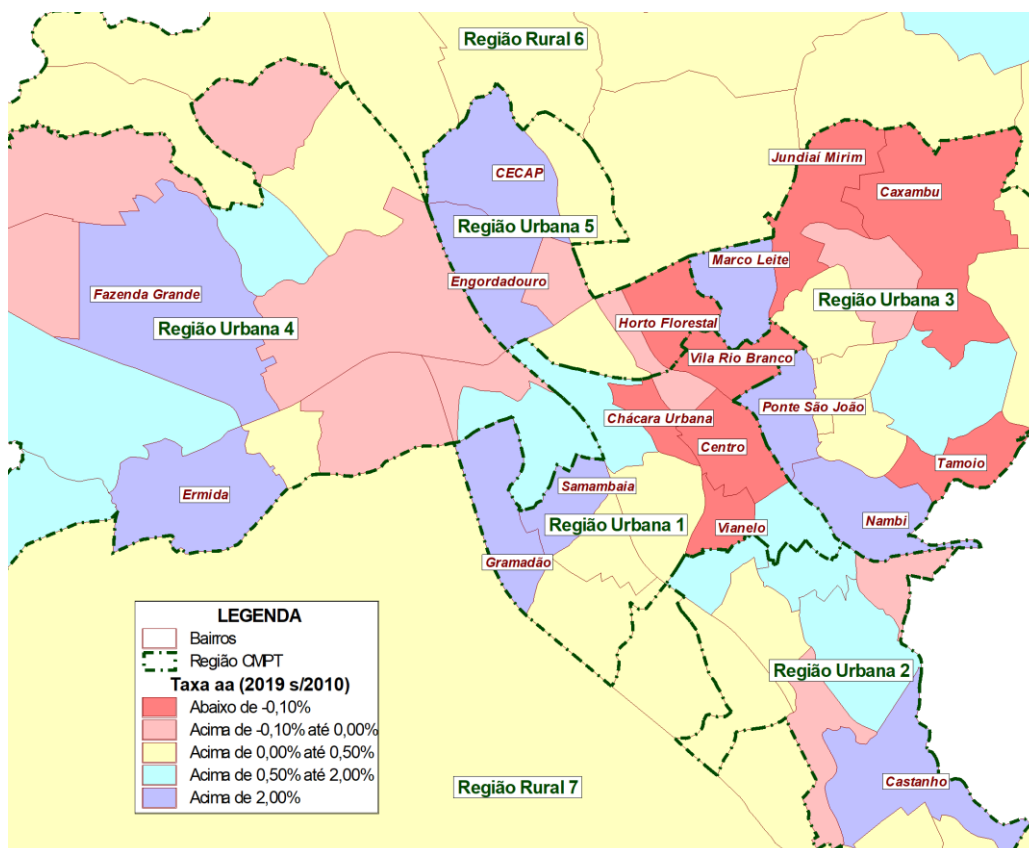 Região Rural 6
Jundiaí Mirim
CECAP
Caxambu
Região Urbana 5
Marco Leite
Engordadouro
Fazenda Grande
Região Urbana 3
Horto Florestal
Região Urbana 4
Vila Rio Branco
Ponte São João
Chácara Urbana
Centro
Tamoio
Samambaia
Ermida
Região Urbana 1
Vianelo
Nambi
Gramadão
LEGENDA
Bairros
Região CMPT
Taxa aa (2019 s/2010)
Abaixo de -0,10%
Acima de -0,10% até 0,00%
Acima de 0,00% até 0,50%
Acima de 0,50% até 2,00%
Acima de 2,00%
Região Urbana 2
Castanho
Região Rural 7